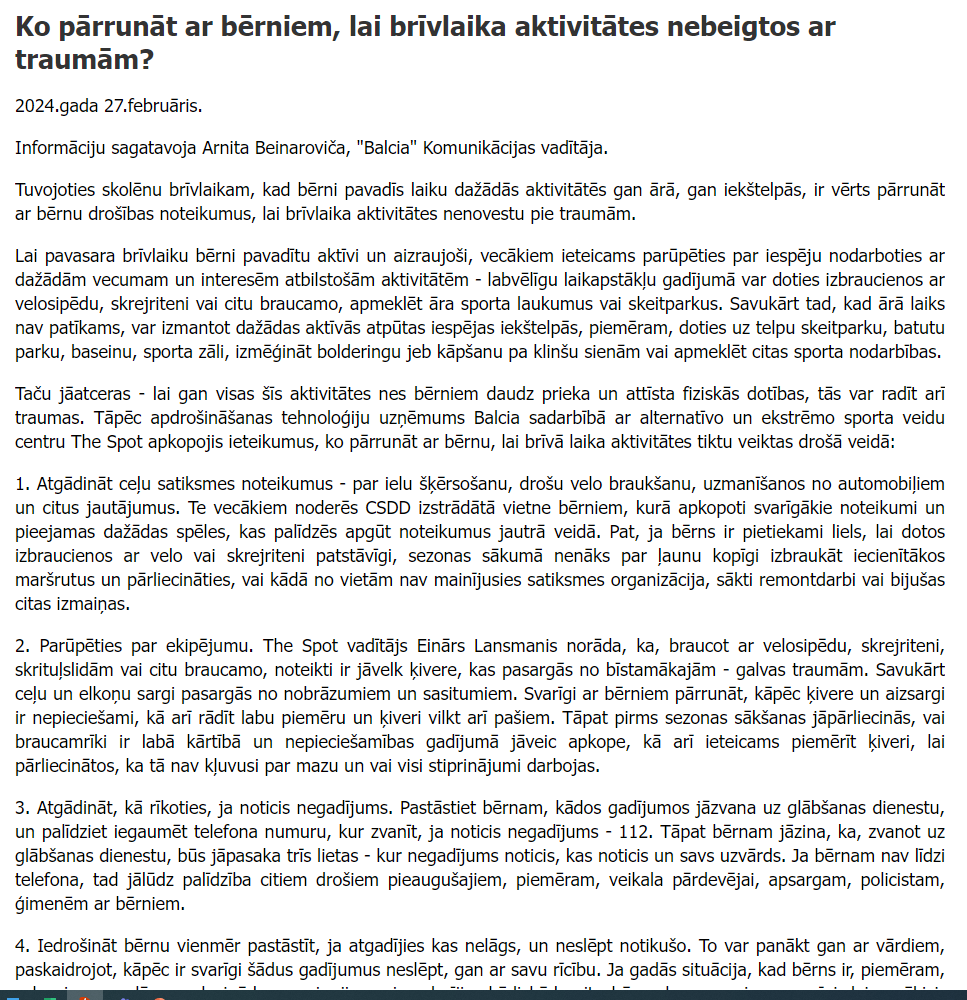 Ko pārrunāt ar bērniem, lai brīvlaika aktivitātes nebeigtos ar
traumām?
2024.gada 27.februāris.
Informāciju sagatavoja Arnita Beinaroviča, "Balcia" Komunikācijas vadītāja.
Tuvojoties skolēnu brīvlaikam, kad bērni pavadīs laiku dažādās aktivitātēs gan ārā, gan iekštelpās, ir vērts pārrunāt
ar bērnu drošības noteikumus, lai brīvlaika aktivitātes nenovestu pie traumām.
Lai pavasara brīvlaiku bērni pavadītu aktīvi un aizraujoši, vecākiem ieteicams parūpēties par iespēju nodarboties ar
dažādām vecumam un interesēm atbilstošām aktivitātēm - labvēlīgu laikapstākļu gadījumā var doties izbraucienos ar
velosipēdu, skrejriteni vai citu braucamo, apmeklēt āra sporta laukumus vai skeitparkus. Savukārt tad, kad ārā laiks
nav patīkams, var izmantot dažādas aktīvās atpūtas iespējas iekštelpās, piemēram, doties uz telpu skeitparku, batutu
parku, baseinu, sporta zāli, izmēģināt bolderingu jeb kāpšanu pa klinšu sienām vai apmeklēt citas sporta nodarbības.
Taču jāatceras - lai gan visas šīs aktivitātes nes bērniem daudz prieka un attīsta fiziskās dotības, tās var radīt arī
traumas. Tāpēc apdrošināšanas tehnoloģiju uzņēmums Balcia sadarbībā ar alternatīvo un ekstrēmo sporta veidu
centru The Spot apkopojis ieteikumus, ko pārrunāt ar bērnu, lai brīvā laika aktivitātes tiktu veiktas drošā veidā:
1. Atgādināt ceļu satiksmes noteikumus - par ielu šķērsošanu, drošu velo braukšanu, uzmanīšanos no automobiļiem
un citus jautājumus. Te vecākiem noderēs CSDD izstrādātā vietne bērniem, kurā apkopoti svarīgākie noteikumi un
pieejamas dažādas spēles, kas palīdzēs apgūt noteikumus jautrā veidā. Pat, ja bērns ir pietiekami liels, lai dotos
izbraucienos ar velo vai skrejriteni patstāvīgi, sezonas sākumā nenāks par ļaunu kopīgi izbraukāt iecienītākos
maršrutus un pārliecināties, vai kādā no vietām nav mainījusies satiksmes organizācija, sākti remontdarbi vai bijušas
citas izmaiņas.
2. Parūpēties par ekipējumu. The Spot vadītājs Einārs Lansmanis norāda, ka, braucot ar velosipēdu, skrejriteni,
skrituļslidām vai citu braucamo, noteikti ir jāvelk ķivere, kas pasargās no bīstamākajām - galvas traumām. Savukārt
ceļu un elkoņu sargi pasargās no nobrāzumiem un sasitumiem. Svarīgi ar bērniem pārrunāt, kāpēc ķivere un aizsargi
ir nepieciešami, kā arī rādīt labu piemēru un ķiveri vilkt arī pašiem. Tāpat pirms sezonas sākšanas jāpārliecinās, vai
braucamrīki ir labā kārtībā un nepieciešamības gadījumā jāveic apkope, kā arī ieteicams piemērīt ķiveri, lai
pārliecinātos, ka tā nav kļuvusi par mazu un vai visi stiprinājumi darbojas.
3. Atgādināt, kā rīkoties, ja noticis negadījums. Pastāstiet bērnam, kādos gadījumos jāzvana uz glābšanas dienestu,
un palīdziet iegaumēt telefona numuru, kur zvanīt, ja noticis negadījums - 112. Tāpat bērnam jāzina, ka, zvanot uz
glābšanas dienestu, būs jāpasaka trīs lietas - kur negadījums noticis, kas noticis un savs uzvārds. Ja bērnam nav līdzi
telefona, tad jālūdz palīdzība citiem drošiem pieaugušajiem, piemēram, veikala pārdevējai, apsargam, policistam,
ģimenēm ar bērniem.
4. Iedrošināt bērnu vienmēr pastāstīt, ja atgadījies kas nelāgs, un neslēpt notikušo. To var panākt gan ar vārdiem,
paskaidrojot, kāpēc ir svarīgi šādus gadījumus neslēpt, gan ar savu rīcību. Ja gadās situācija, kad bērns ir, piemēram,